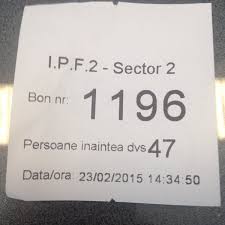 I.P.F.2 - Sector 2
Bon nr: 1196
Persoane inaintea dvs 47
Data/ora: 23/02/2015 14:34:50